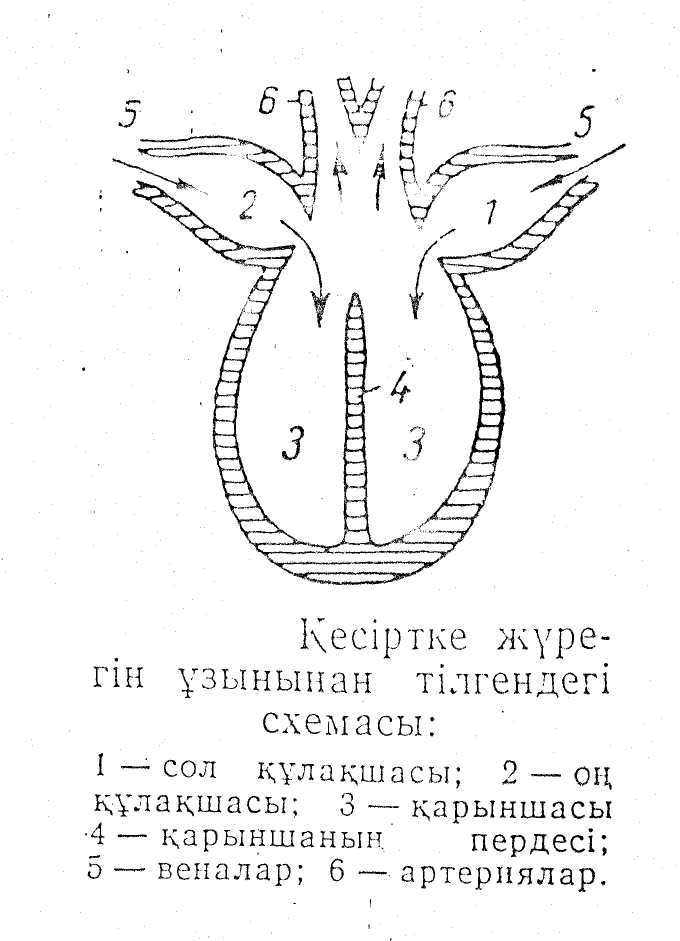 6 6
5 5
2 1
4
3 3
Кесіртке жүре-
гін ұзынынан тілгендегі
схемасы:
1 — сол құлақшасы; 2 — оң
құлақшасы; 3 — қарыншасы
4 — қарыншаның пердесі;
5 — веналар; 6 — артериялар.